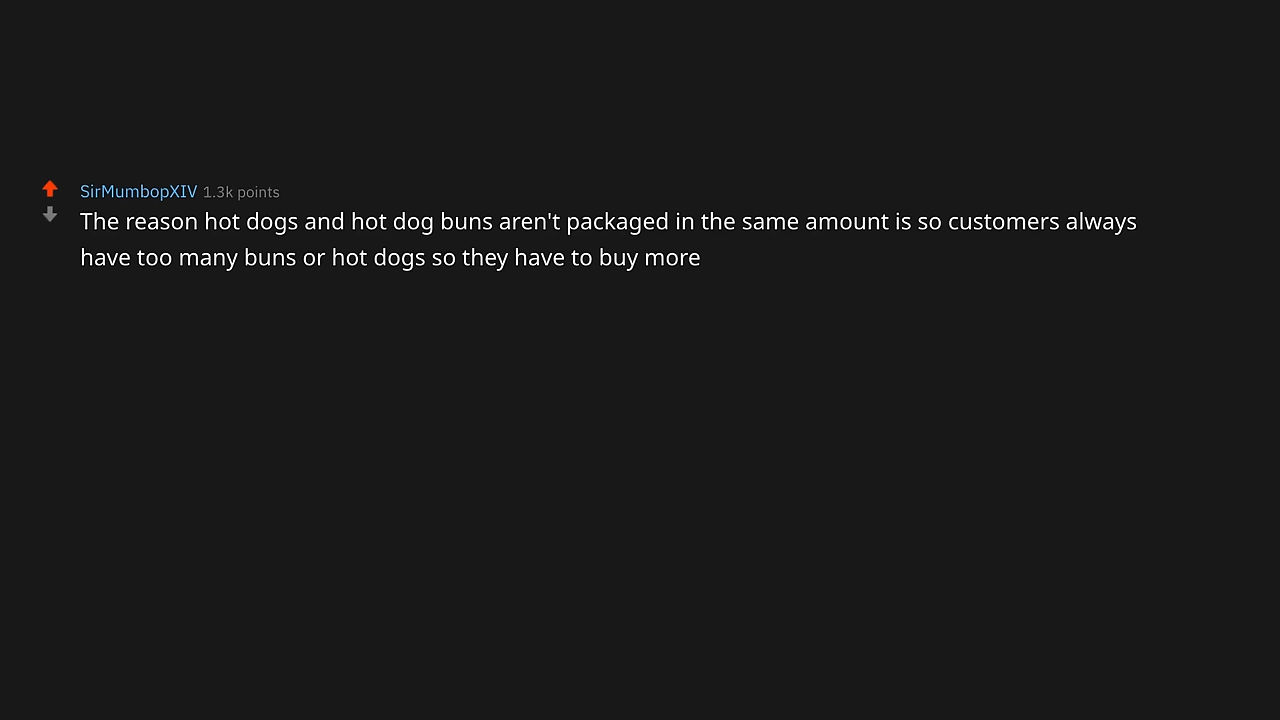 SirMumbopXIV 1.3k points
The reason hot dogs and hot dog buns aren't packaged in the same amount is so customers always
have too many buns or hot dogs so they have to buy more